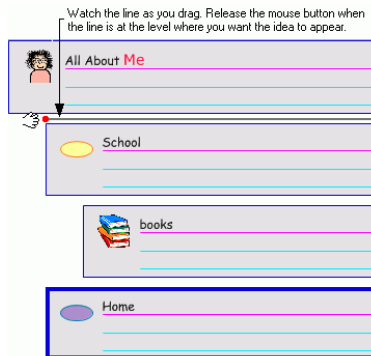 Watch the line as you drag. Release the mouse button when
the line is at the level where you want the idea to appear.
All About Me
School
books
Home